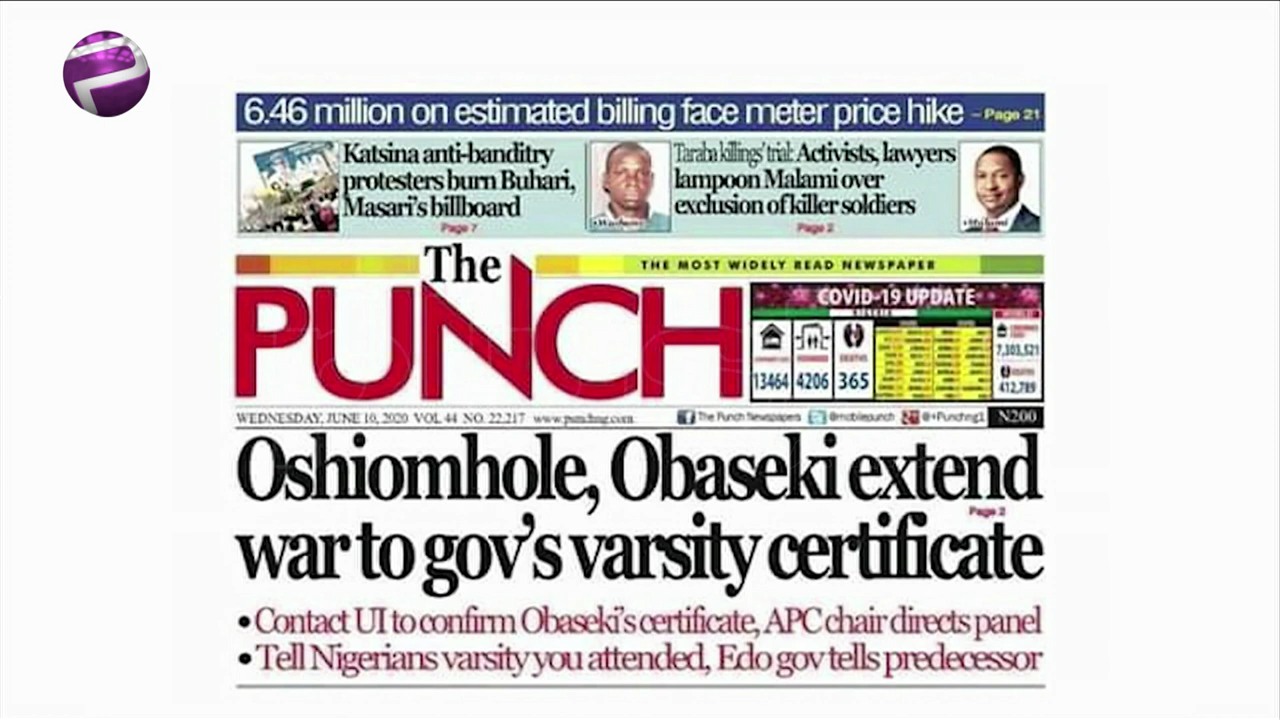 6.46 million on estimated billing face meter price hike – Page 21
Katsina anti-banditry
protesters burn Buhari,
Masari's billboard
Page 7
Taraba killings' trial: Activists, lawyers
lampoon Malami over
exclusion of killer soldiers
Page 2
•Malami
The
PUNCH
THE MOST WIDELY READ NEWSPAPER
COVID-19 UPDATE
NIGERIA
DEATHS
13464 4206 365
7,303,521
DEATHS
412,789
WEDNESDAY, JUNE 10, 2020 VOL 44 NO. 22,217 www.punchng.com
The Punch Newspapers @mobilepunch @+Punchng1 N200
Oshiomhole, Obaseki extend
Page 2
war to gov's varsity certificate
• Contact UI to confirm Obaseki's certificate, APC chair directs panel
• Tell Nigerians varsity you attended, Edo gov tells predecessor